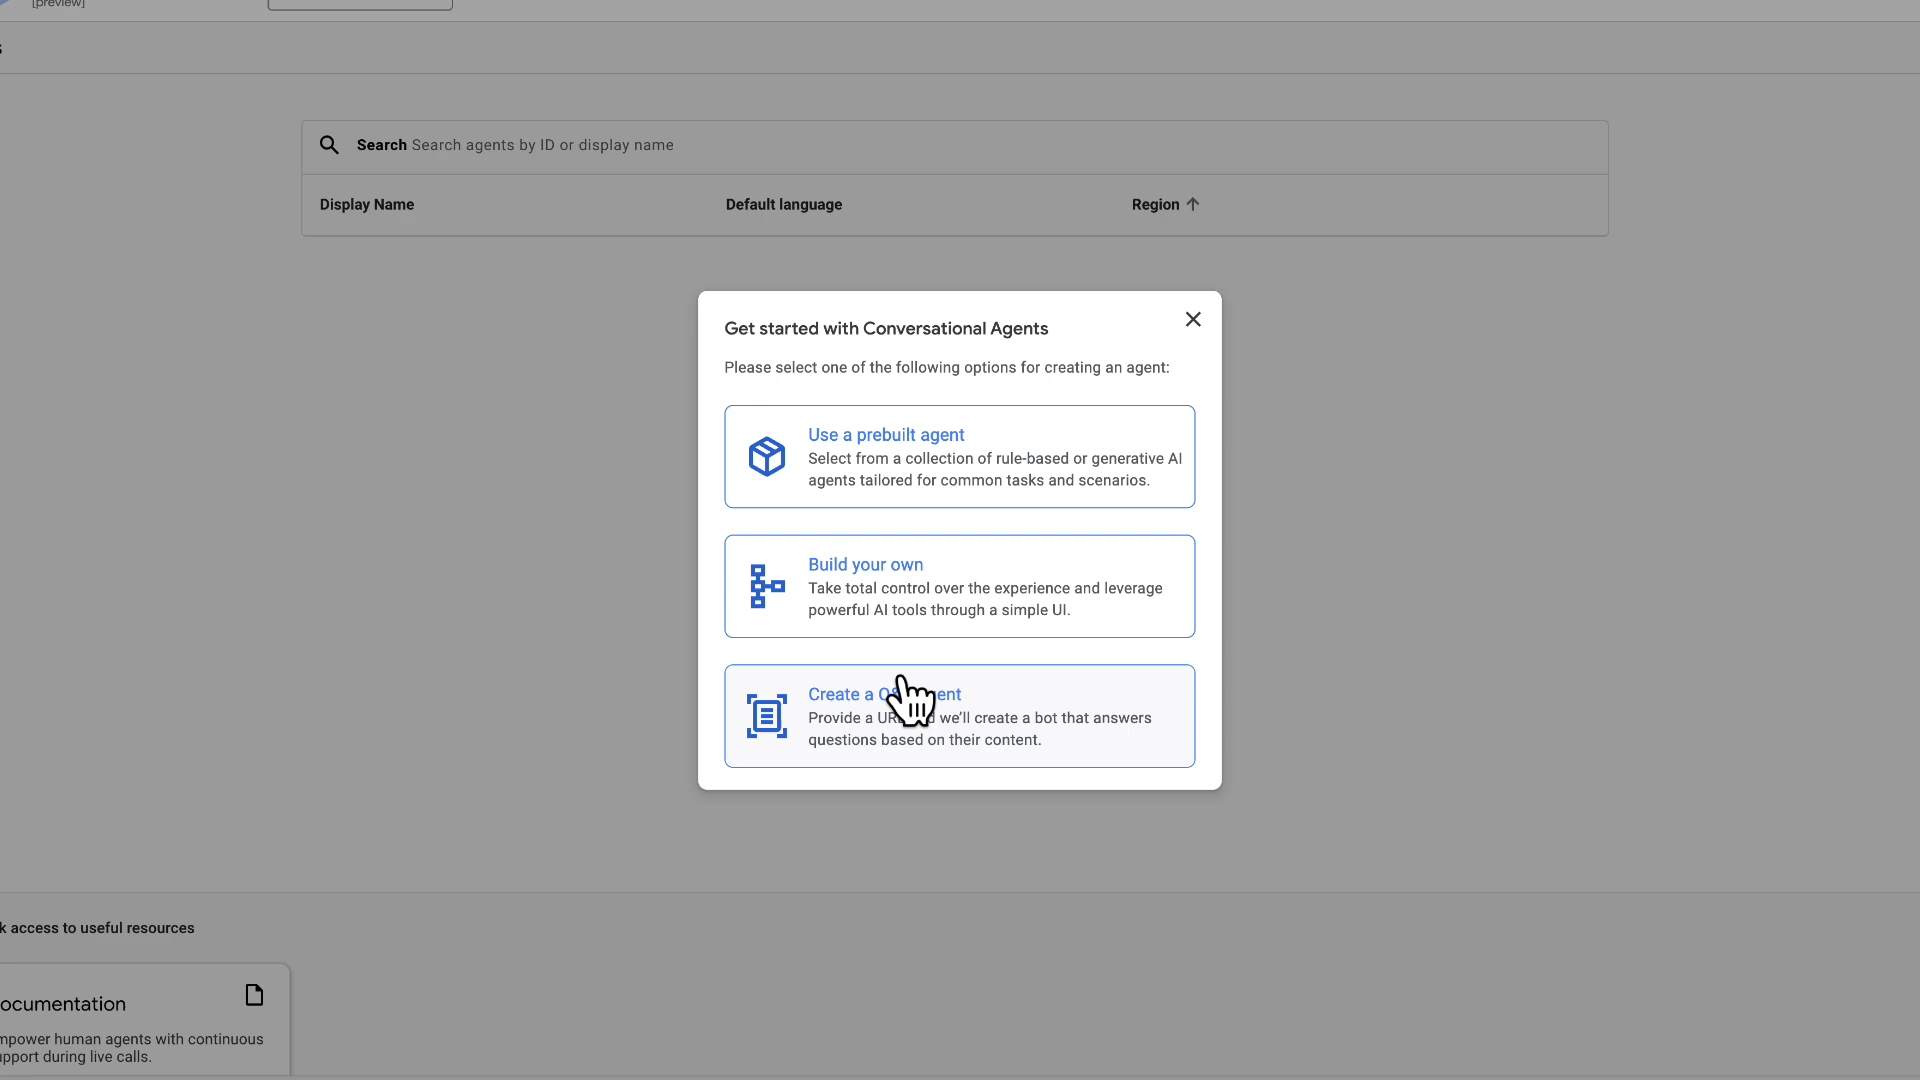 [preview]
s
Search Search agents by ID or display name
Display Name Default language Region
Get started with Conversational Agents
Please select one of the following options for creating an agent:
Use a prebuilt agent
Select from a collection of rule-based or generative AI
agents tailored for common tasks and scenarios.
Build your own
Take total control over the experience and leverage
powerful AI tools through a simple UI.
Create a
Provide a we'll create a bot that answers
questions based on their content.
k access to useful resources
ocumentation
mpower human agents with continuous
upport during live calls.